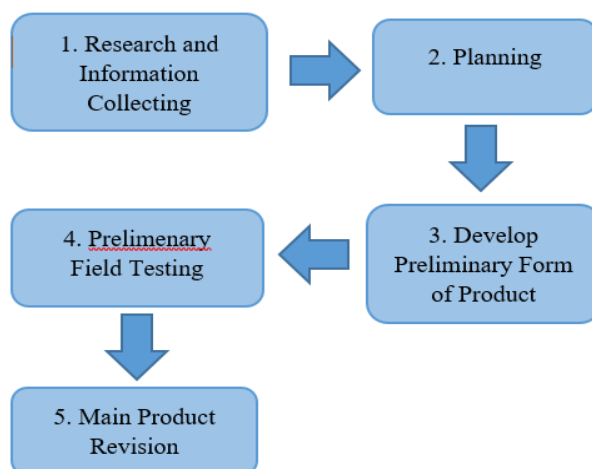 1. Research and
Information
Collecting
2. Planning
3. Develop
Preliminary Form
of Product
4. Prelimenary
Field Testing
5. Main Product
Revision